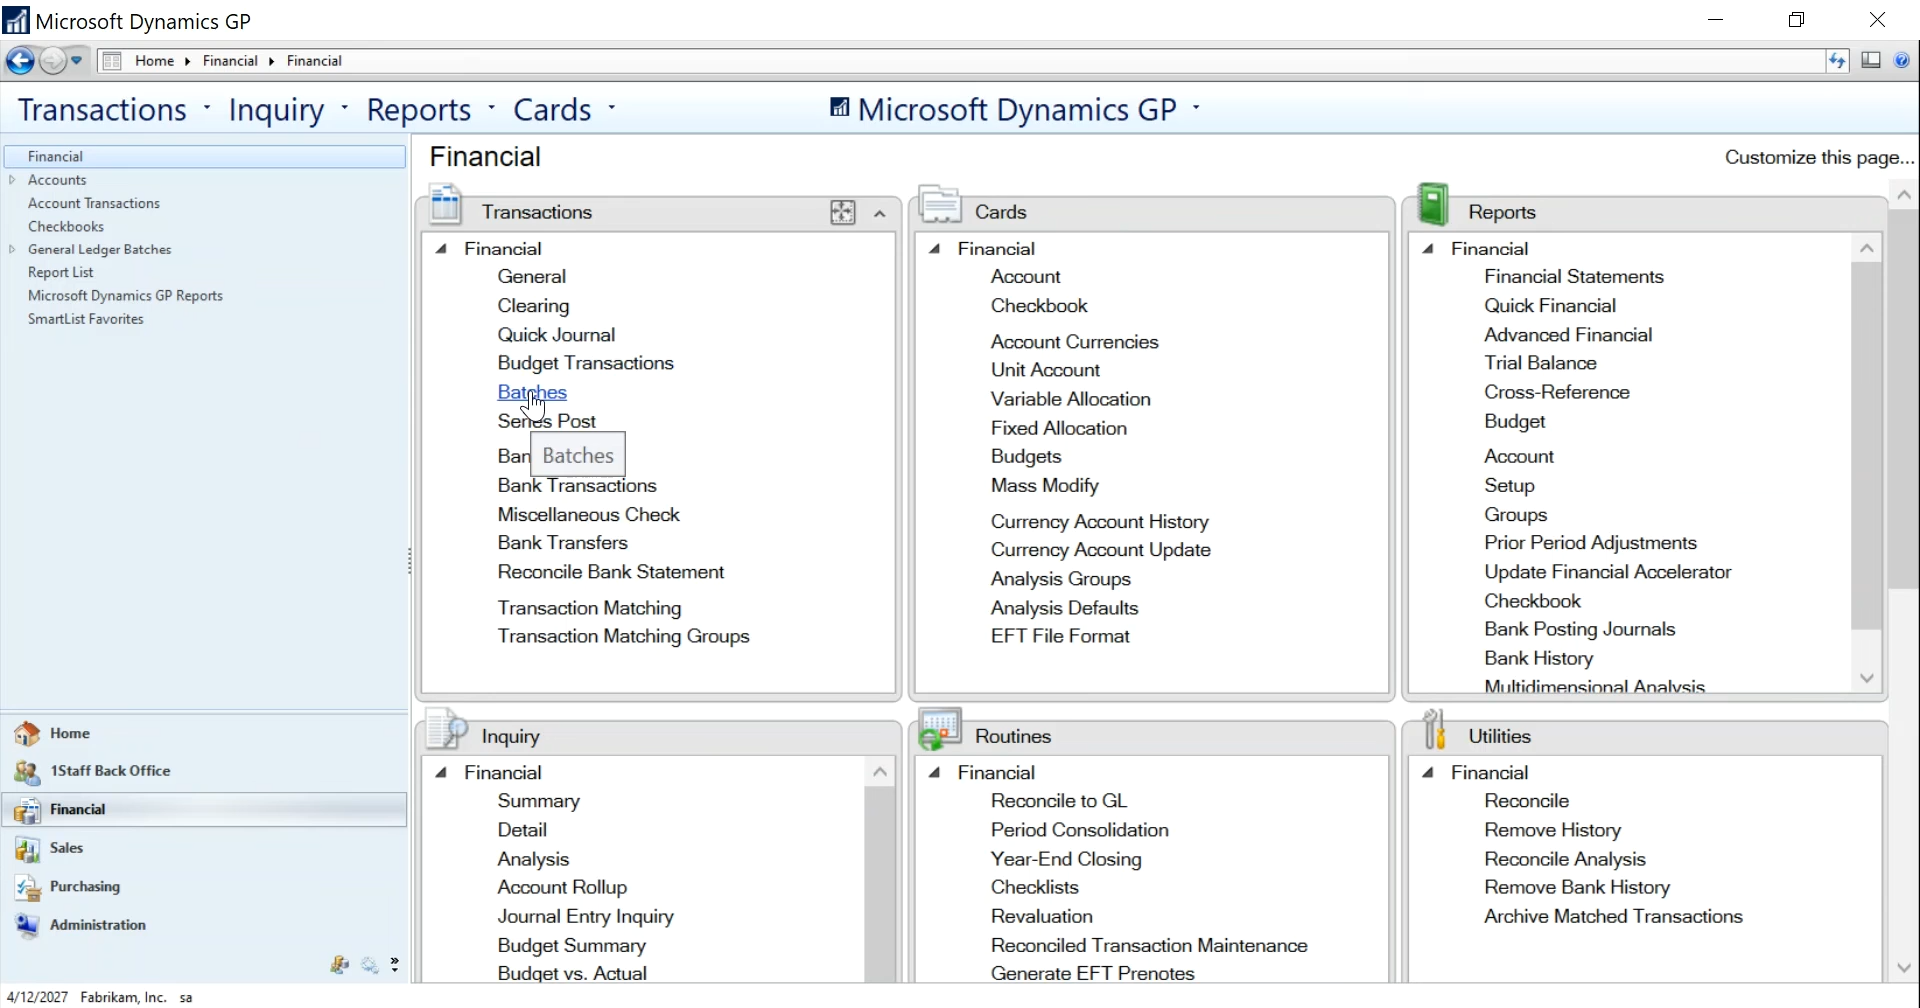 Microsoft Dynamics GP
Home Financial Financial
Transactions Inquiry Reports Cards Microsoft Dynamics GP
Financial
Accounts
Account Transactions
Checkbooks
General Ledger Batches
Report List
Microsoft Dynamics GP Reports
SmartList Favorites
Home
1Staff Back Office
Financial
Sales
Purchasing
Administration
Financial
Customize this page...
Transactions
Financial
General
Clearing
Quick Journal
Budget Transactions
Batches
Series Post
Batches
Bank Transactions
Miscellaneous Check
Bank Transfers
Reconcile Bank Statement
Transaction Matching
Transaction Matching Groups
Cards
Financial
Account
Checkbook
Account Currencies
Unit Account
Variable Allocation
Fixed Allocation
Budgets
Mass Modify
Currency Account History
Currency Account Update
Analysis Groups
Analysis Defaults
EFT File Format
Reports
Financial
Financial Statements
Quick Financial
Advanced Financial
Trial Balance
Cross-Reference
Budget
Account
Setup
Groups
Prior Period Adjustments
Update Financial Accelerator
Checkbook
Bank Posting Journals
Bank History
Multidimensional Analysis
Inquiry
Financial
Summary
Detail
Analysis
Account Rollup
Journal Entry Inquiry
Budget Summary
Budget vs. Actual
Routines
Financial
Reconcile to GL
Period Consolidation
Year-End Closing
Checklists
Revaluation
Reconciled Transaction Maintenance
Generate EFT Prenotes
Utilities
Financial
Reconcile
Remove History
Reconcile Analysis
Remove Bank History
Archive Matched Transactions
4/12/2027 Fabrikam, Inc. sa